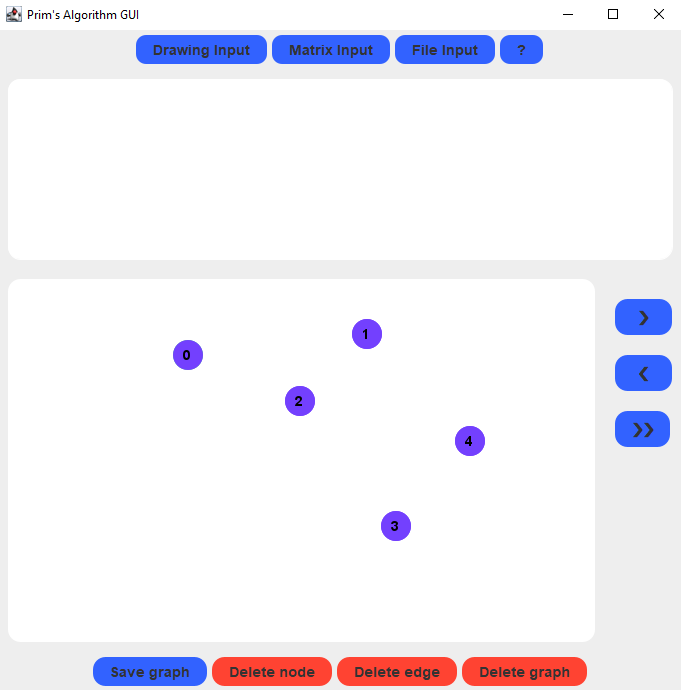 Prim's Algorithm GUI
Drawing Input Matrix Input File Input ?
1
0
2
4
3
Save graph Delete node Delete edge Delete graph